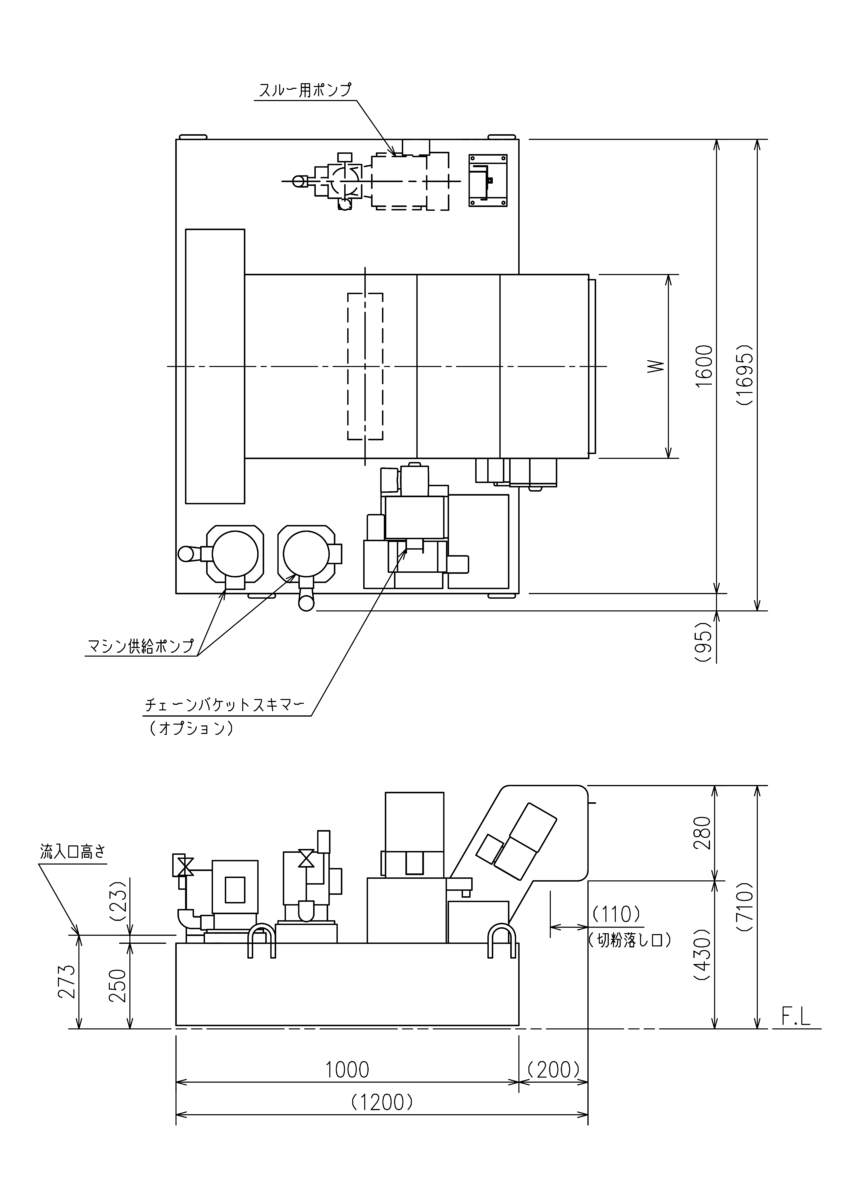 スルー用ポンプ
W
1600
(1695)
(95)
マシン供給ポンプ
チェーンバケットスキマー
(オプション)
流入口高さ
280
(23)
(110)
(切粉落し口)
(710)
(430)
273
250
F.L
1000
(200)
(1200)